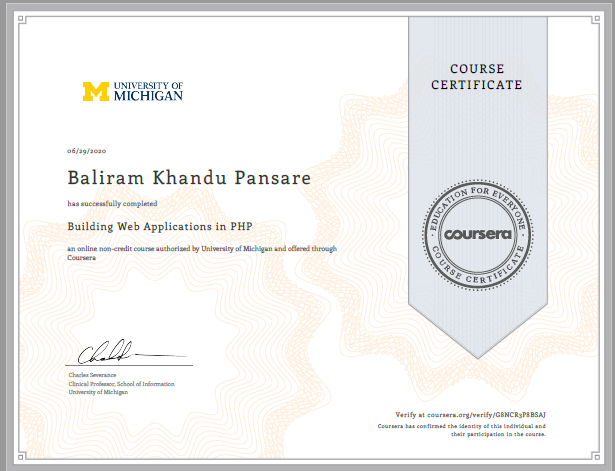 COURSE
CERTIFICATE
UNIVERSITY OF
MICHIGAN
06/29/2020
Baliram Khandu Pansare
has successfully completed
Building Web Applications in PHP
an online non-credit course authorized by University of Michigan and offered through
Coursera
EDUCATION FOR EVERYONE
coursera
COURSE CERTIFICATE
Charles Severance
Clinical Professor, School of Information
University of Michigan
Verify at coursera.org/verify/G8NCR3P8BSAJ
Coursera has confirmed the identity of this individual and
their participation in the course.